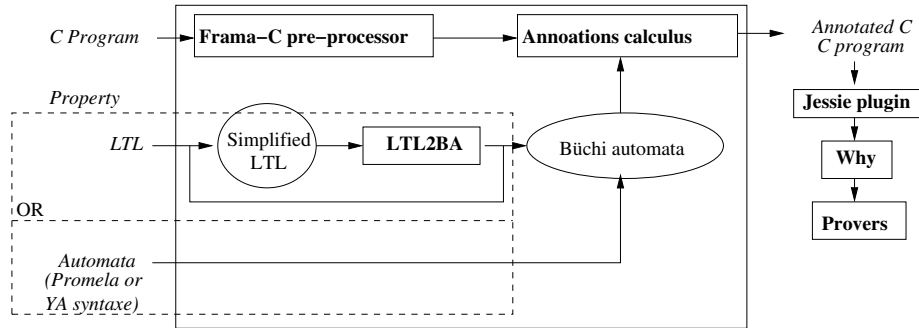 C Program
Frama−C pre−processor
Annoations calculus
Annotated C
C program
Property
Jessie plugin
LTL
Simplified
LTL
LTL2BA
Büchi automata
Why
OR
Provers
Automata
(Promela or
YA syntaxe)